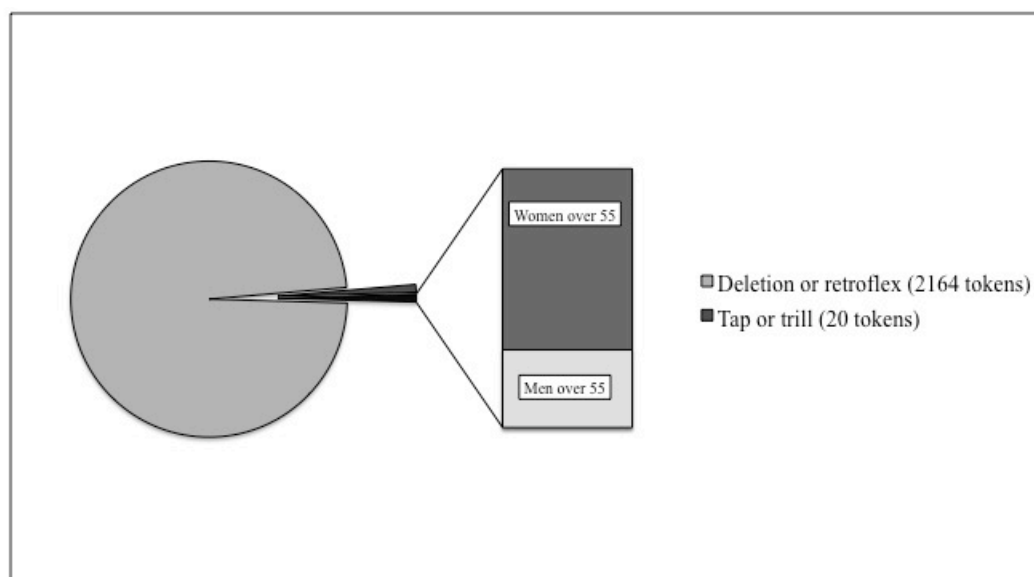 Women over 55
Men over 55
Deletion or retroflex (2164 tokens)
Tap or trill (20 tokens)